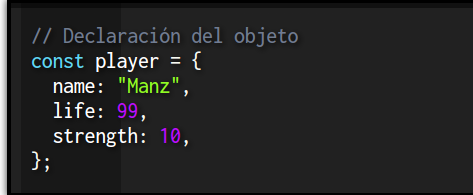 // Declaración del objeto
const player = {
  name: "Manz",
  life: 99,
  strength: 10,
};